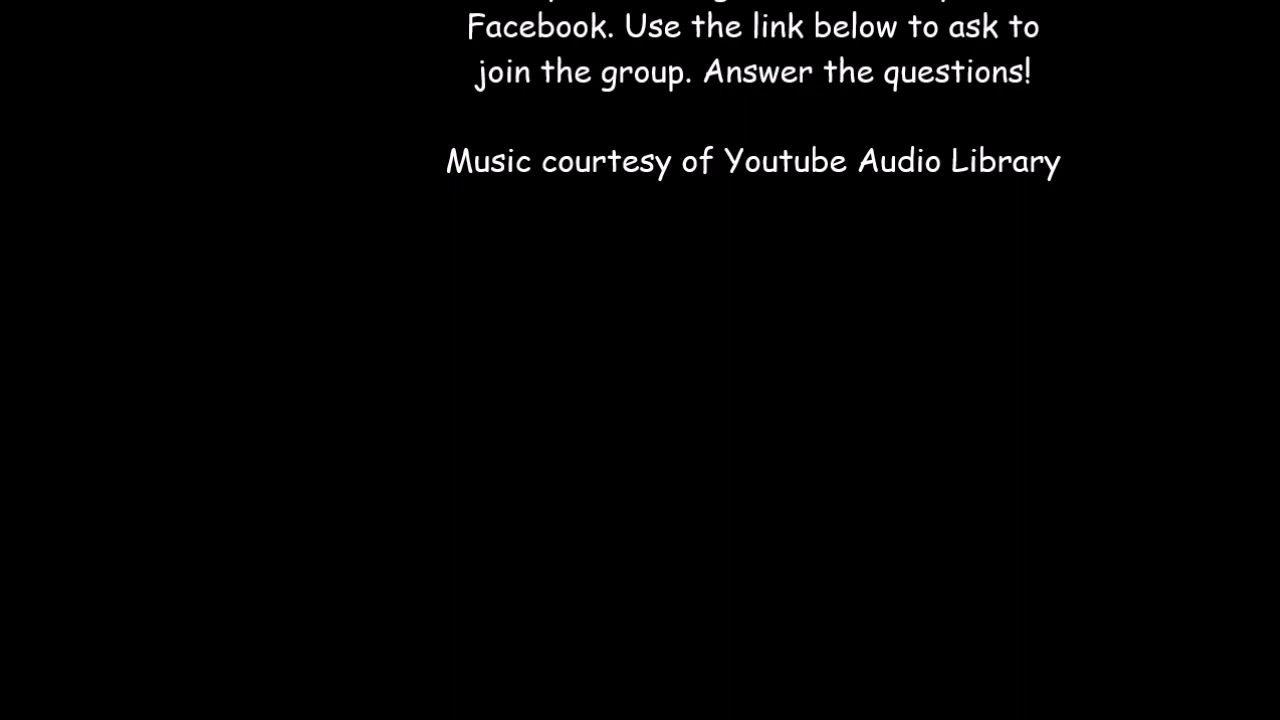 Facebook. Use the link below to ask to
join the group. Answer the questions!
Music courtesy of Youtube Audio Library